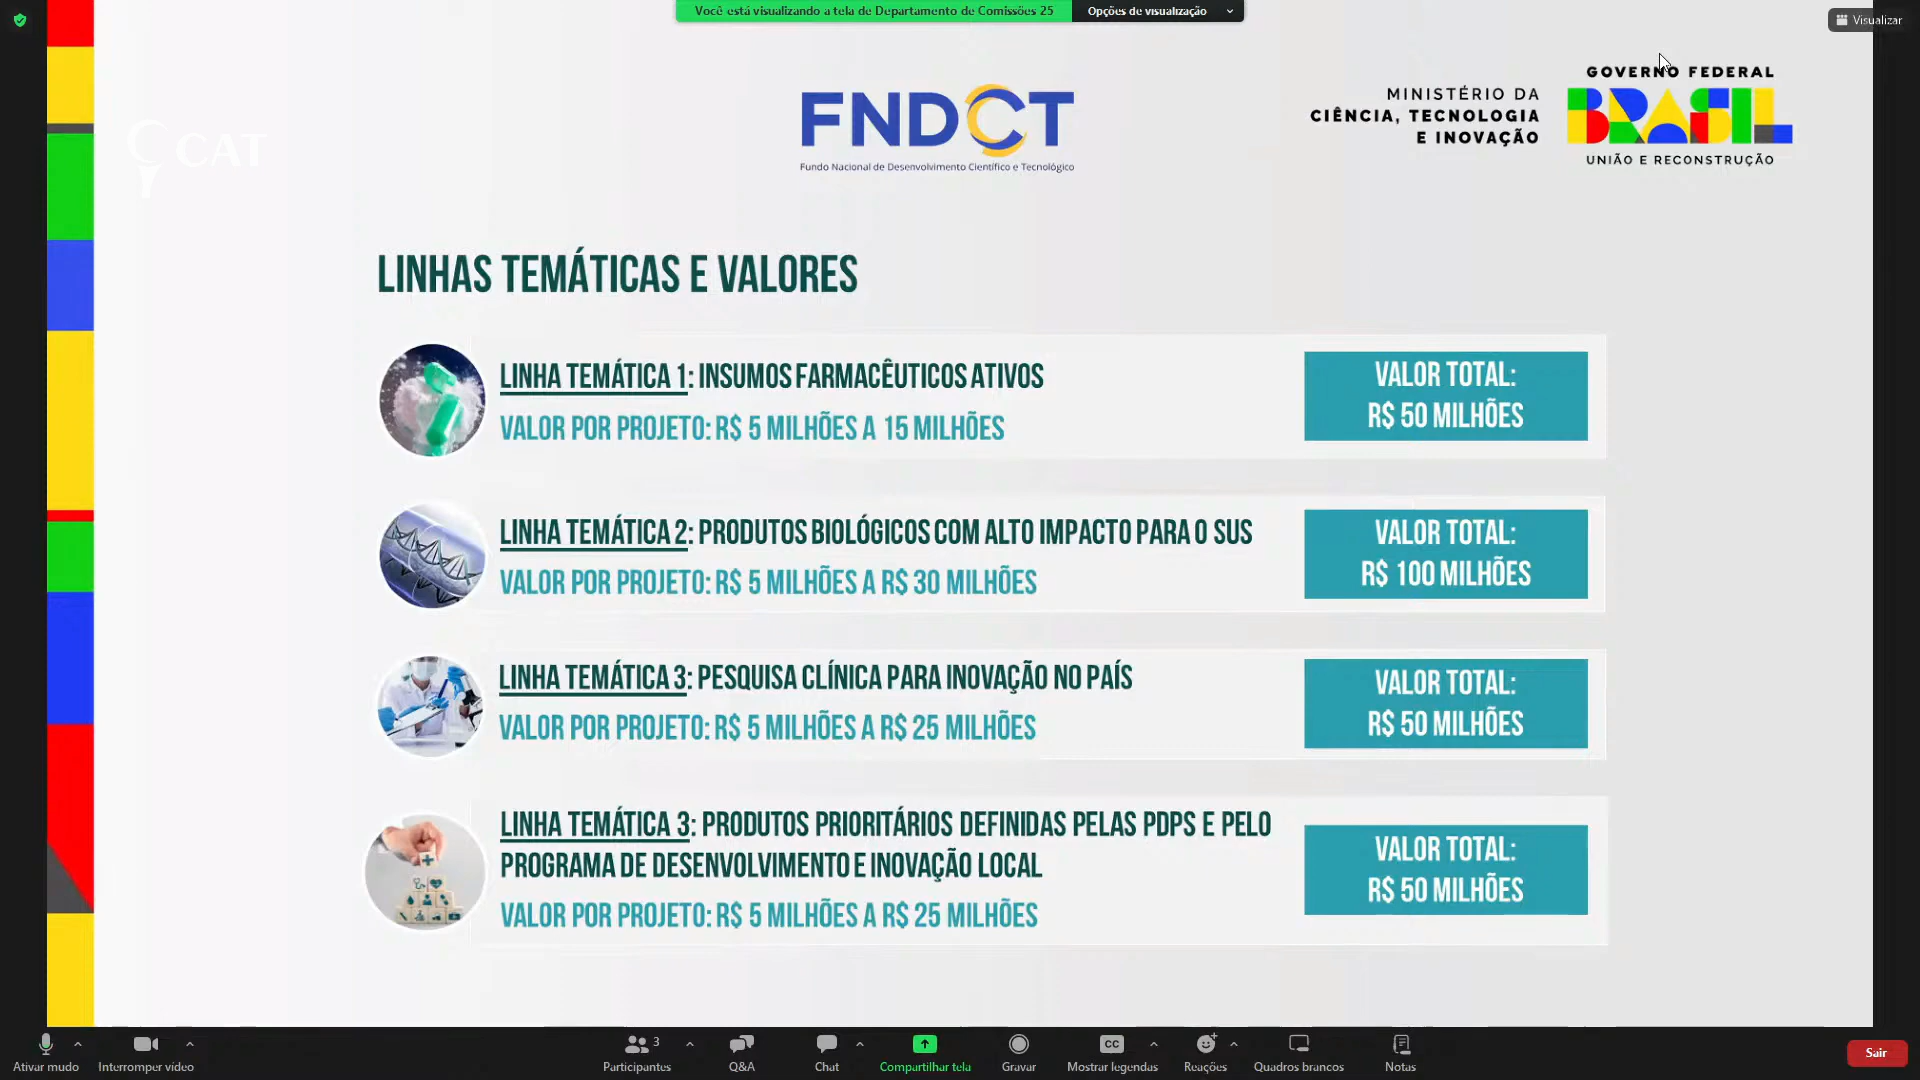 Você está visualizando a tela de Departamento de Comissões 25
Opções de visualização
Visualizar
CAT
FNDCT
Fundo Nacional de Desenvolvimento Científico e Tecnológico
MINISTÉRIO DA
CIÊNCIA, TECNOLOGIA
E INOVAÇÃO
GOVERNO FEDERAL
BRASIL
UNIÃO E RECONSTRUÇÃO
LINHAS TEMÁTICAS E VALORES
LINHA TEMÁTICA 1: INSUMOS FARMACÊUTICOS ATIVOS
VALOR POR PROJETO: R$ 5 MILHÕES A 15 MILHÕES
VALOR TOTAL:
R$ 50 MILHÕES
LINHA TEMÁTICA 2: PRODUTOS BIOLÓGICOS COM ALTO IMPACTO PARA O SUS
VALOR POR PROJETO: R$ 5 MILHÕES A R$ 30 MILHÕES
VALOR TOTAL:
R$ 100 MILHÕES
LINHA TEMÁTICA 3: PESQUISA CLÍNICA PARA INOVAÇÃO NO PAÍS
VALOR POR PROJETO: R$ 5 MILHÕES A R$ 25 MILHÕES
VALOR TOTAL:
R$ 50 MILHÕES
LINHA TEMÁTICA 3: PRODUTOS PRIORITÁRIOS DEFINIDAS PELAS PDPS E PELO
PROGRAMA DE DESENVOLVIMENTO E INOVAÇÃO LOCAL
VALOR POR PROJETO: R$ 5 MILHÕES A R$ 25 MILHÕES
VALOR TOTAL:
R$ 50 MILHÕES
Ativar mudo
Interromper vídeo
3
Participantes
Q&A
Chat
Compartilhar tela
Gravar
CC
Mostrar legendas
Reações
Quadros brancos
Notas
Sair